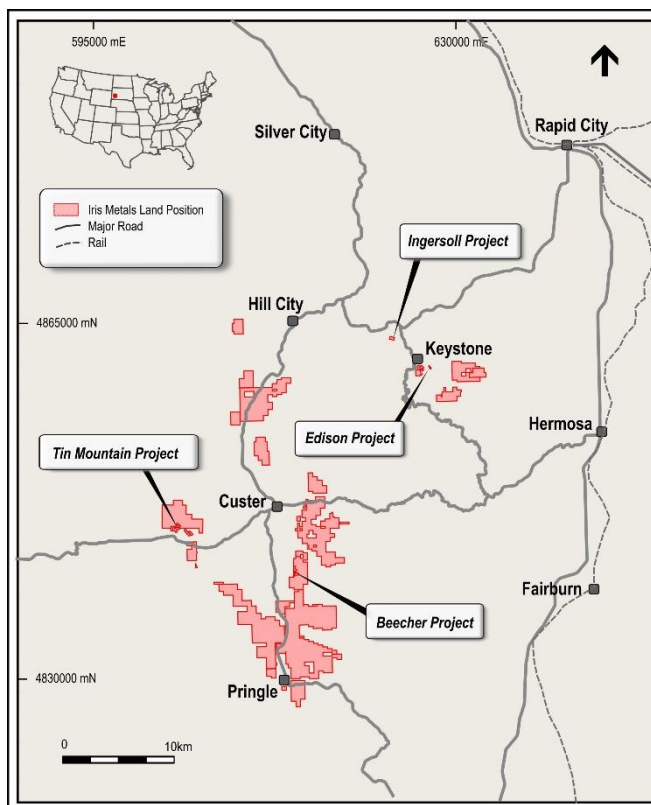 595000 mE
630000 mE
Silver City
Rapid City
Iris Metals Land Position
Major Road
Rail
Ingersoll Project
Hill City
4865000 mN
Keystone
Edison Project
Hermosa
Tin Mountain Project
Custer
Fairburn
Beecher Project
4830000 mN
Pringle
0
10km